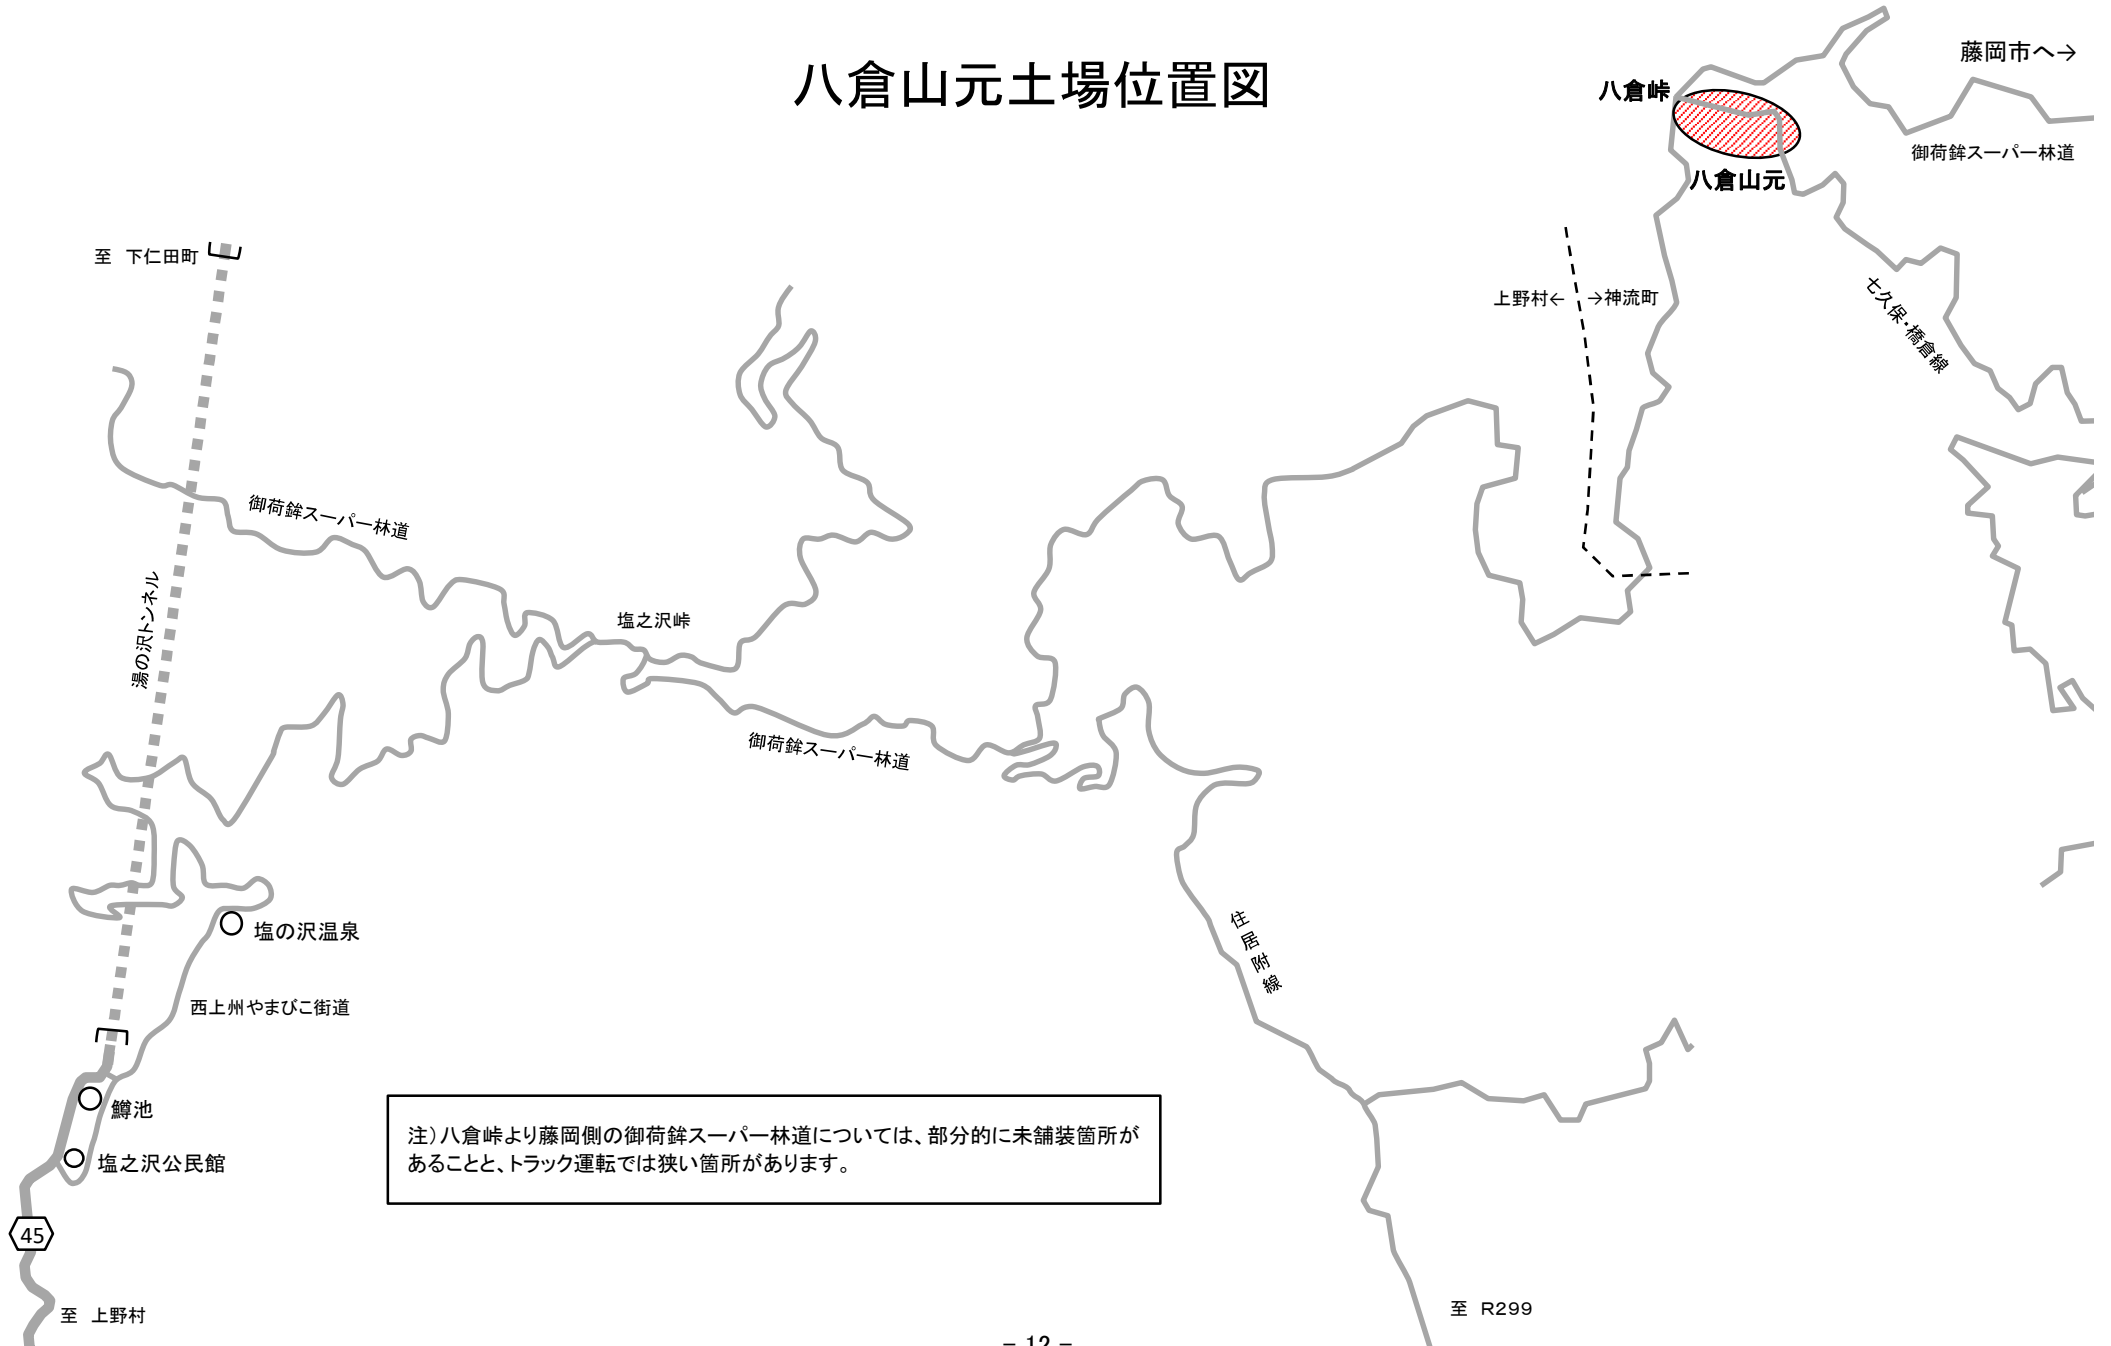 八倉山元土場位置図
藤岡市へ→
八倉峠
御荷鉾スーパー林道
八倉山元
至　下仁田町
上野村←　→神流町
七久保・橋倉線
御荷鉾スーパー林道
湯の沢トンネル
塩之沢峠
御荷鉾スーパー林道
塩の沢温泉
住居附線
西上州やまびこ街道
鱒池
注）八倉峠より藤岡側の御荷鉾スーパー林道については、部分的に未舗装箇所が
あることと、トラック運転では狭い箇所があります。
塩之沢公民館
45
至　上野村
至　R299
－ 12 －